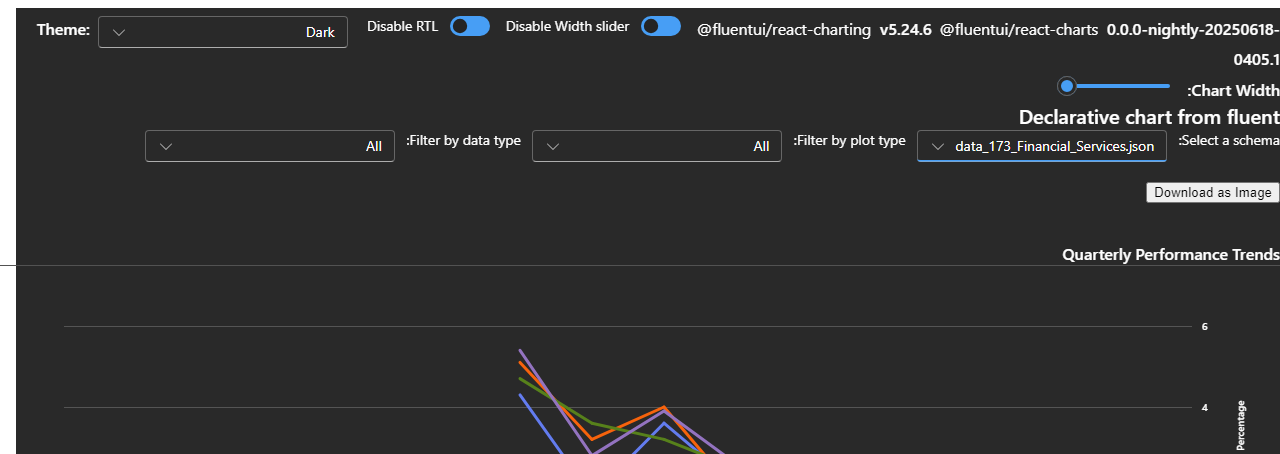 Theme: Dark Disable RTL Disable Width slider @fluentui/react-charting v5.24.6 @fluentui/react-charts 0.0.0-nightly-20250618-
0405.1
:Chart Width
Declarative chart from fluent
:Select a schema data_173_Financial_Services.json :Filter by plot type All :Filter by data type All
Download as Image
Quarterly Performance Trends
6
4
Percentage